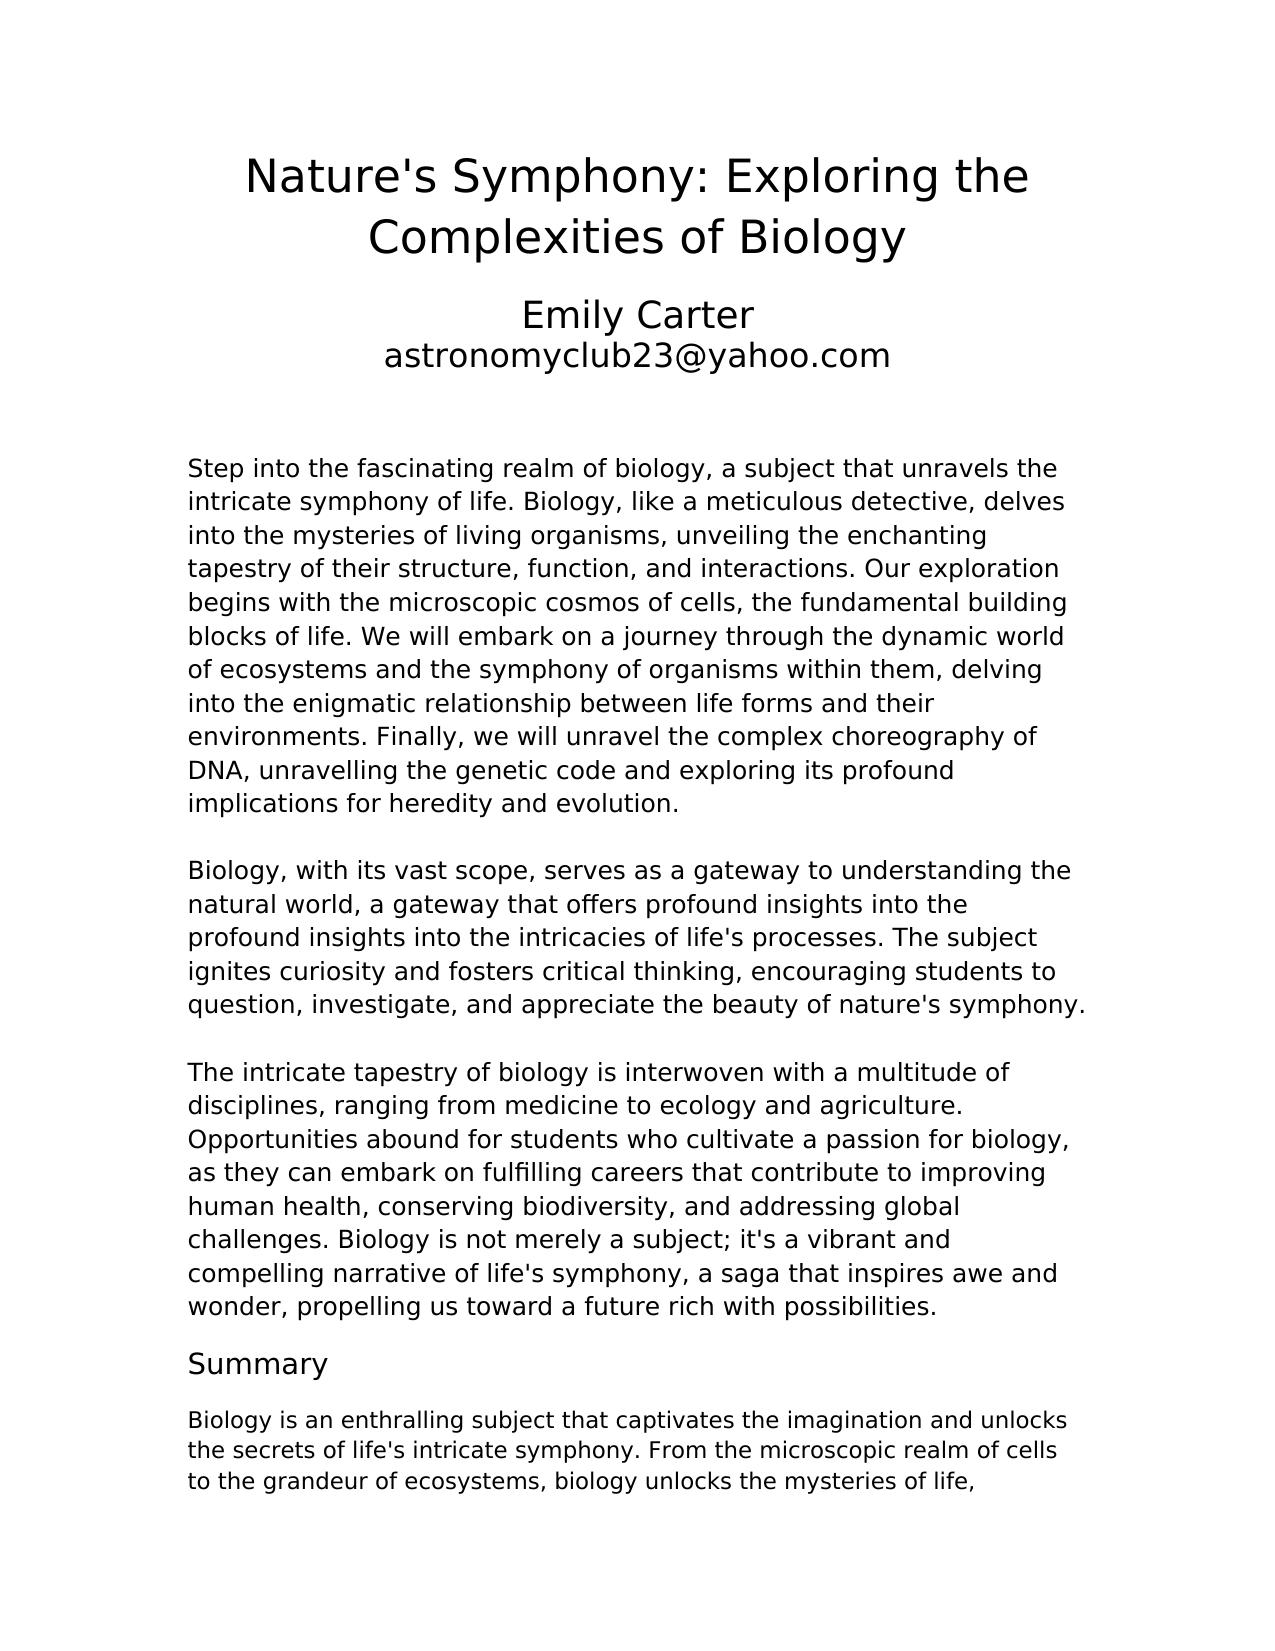 Nature's Symphony: Exploring the
Complexities of Biology
Emily Carter
astronomyclub23@yahoo.com
Step into the fascinating realm of biology, a subject that unravels the
intricate symphony of life. Biology, like a meticulous detective, delves
into the mysteries of living organisms, unveiling the enchanting
tapestry of their structure, function, and interactions. Our exploration
begins with the microscopic cosmos of cells, the fundamental building
blocks of life. We will embark on a journey through the dynamic world
of ecosystems and the symphony of organisms within them, delving
into the enigmatic relationship between life forms and their
environments. Finally, we will unravel the complex choreography of
DNA, unravelling the genetic code and exploring its profound
implications for heredity and evolution.
Biology, with its vast scope, serves as a gateway to understanding the
natural world, a gateway that offers profound insights into the
profound insights into the intricacies of life's processes. The subject
ignites curiosity and fosters critical thinking, encouraging students to
question, investigate, and appreciate the beauty of nature's symphony.
The intricate tapestry of biology is interwoven with a multitude of
disciplines, ranging from medicine to ecology and agriculture.
Opportunities abound for students who cultivate a passion for biology,
as they can embark on fulfilling careers that contribute to improving
human health, conserving biodiversity, and addressing global
challenges. Biology is not merely a subject; it's a vibrant and
compelling narrative of life's symphony, a saga that inspires awe and
wonder, propelling us toward a future rich with possibilities.
Summary
Biology is an enthralling subject that captivates the imagination and unlocks
the secrets of life's intricate symphony. From the microscopic realm of cells
to the grandeur of ecosystems, biology unlocks the mysteries of life,